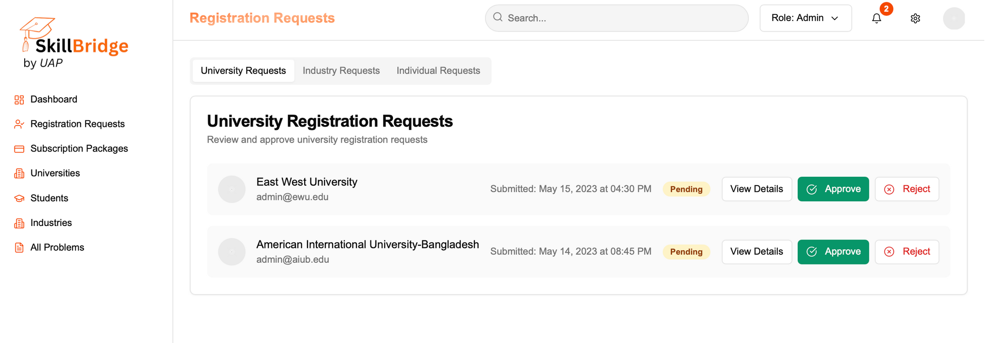 SkillBridge
by UAP
Dashboard
Registration Requests
Subscription Packages
Universities
Students
Industries
All Problems
Registration Requests
Search...
Role: Admin
2
University Requests
Industry Requests
Individual Requests
University Registration Requests
Review and approve university registration requests
East West University
admin@ewu.edu
Submitted: May 15, 2023 at 04:30 PM
Pending
View Details
Approve
Reject
American International University-Bangladesh
admin@aiub.edu
Submitted: May 14, 2023 at 08:45 PM
Pending
View Details
Approve
Reject